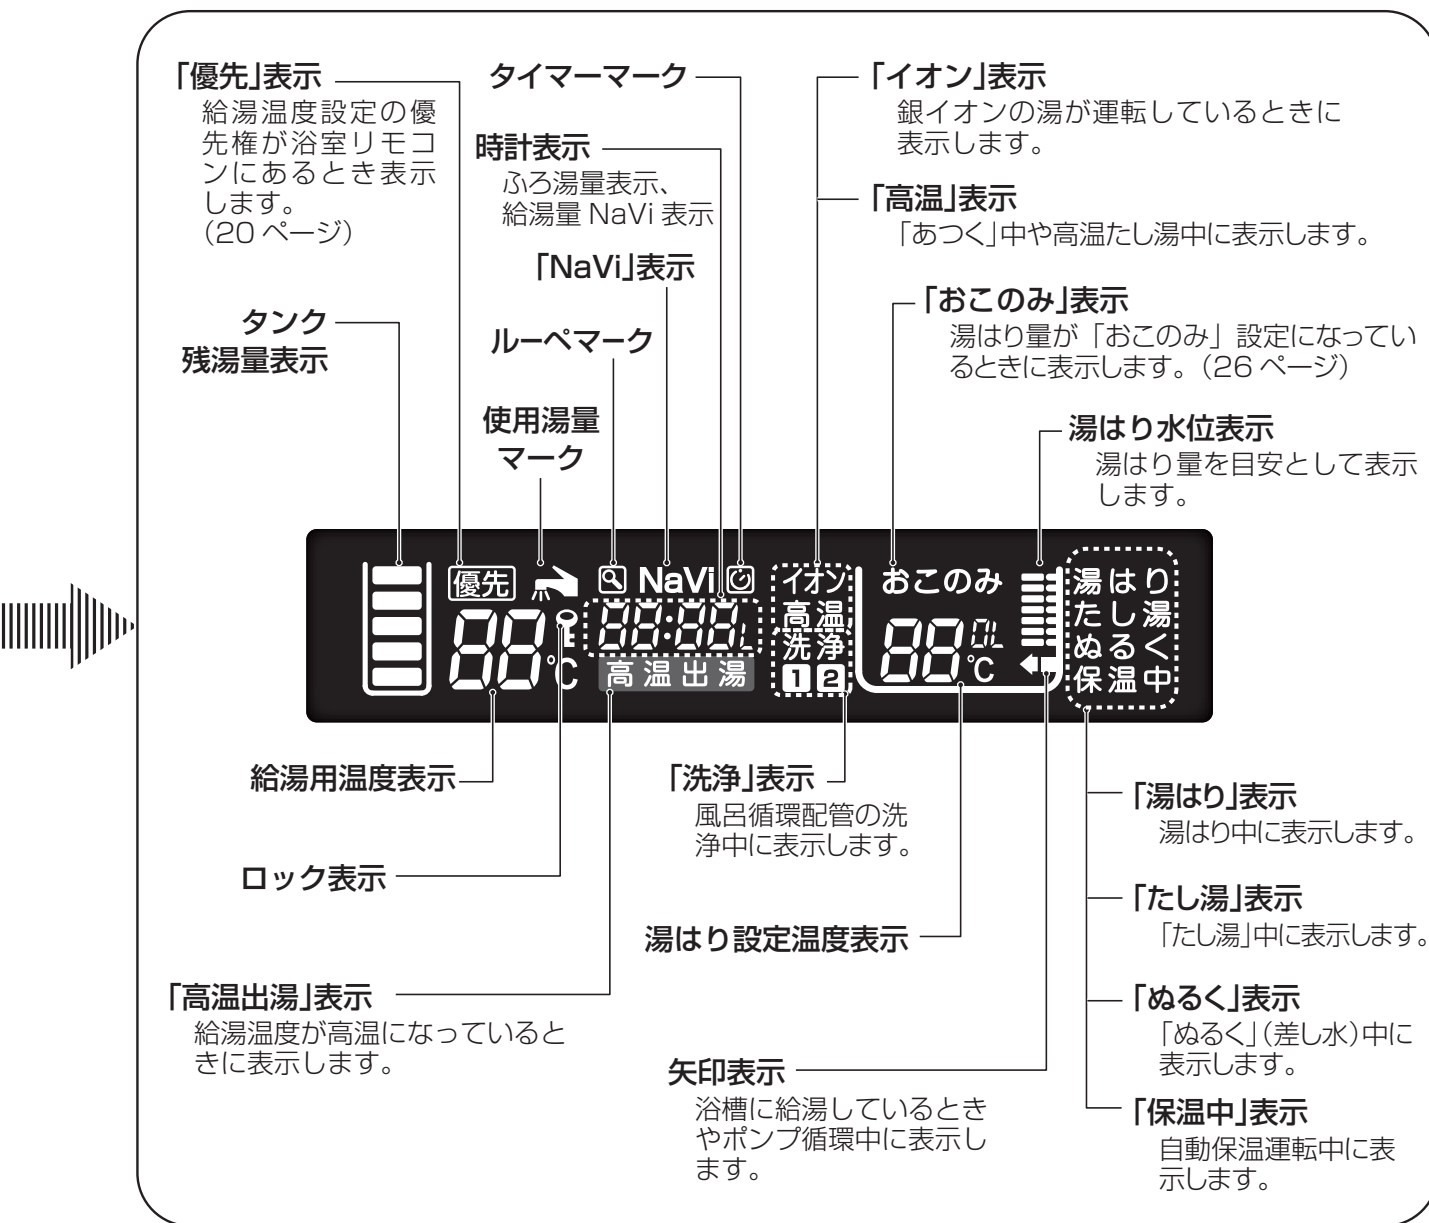 「優先」表示
給湯温度設定の優
先権が浴室リモコ
ンにあるとき表示
します。
（20 ページ）
タイマーマーク
時計表示
ふろ湯量表示、
給湯量 NaVi 表示
「NaVi」表示
ルーペマーク
使用湯量
マーク
タンク
残湯量表示
「イオン」表示
銀イオンの湯が運転しているときに
表示します。
「高温」表示
「あつく」中や高温たし湯中に表示します。
「おこのみ」表示
湯はり量が「おこのみ」設定になってい
るときに表示します。（26 ページ）
湯はり水位表示
湯はり量を目安として表示
します。
優先
NaVi
88:88L
88℃
高温出湯
イオン
高温
洗浄
1 2
おこのみ
88℃
湯はり
たし湯
ぬるく
保温中
給湯用温度表示
ロック表示
「高温出湯」表示
給湯温度が高温になっていると
きに表示します。
「洗浄」表示
風呂循環配管の洗
浄中に表示します。
湯はり設定温度表示
矢印表示
浴槽に給湯しているとき
やポンプ循環中に表示し
ます。
「湯はり」表示
湯はり中に表示します。
「たし湯」表示
「たし湯」中に表示します。
「ぬるく」表示
「ぬるく」（差し水）中に
表示します。
「保温中」表示
自動保温運転中に表
示します。